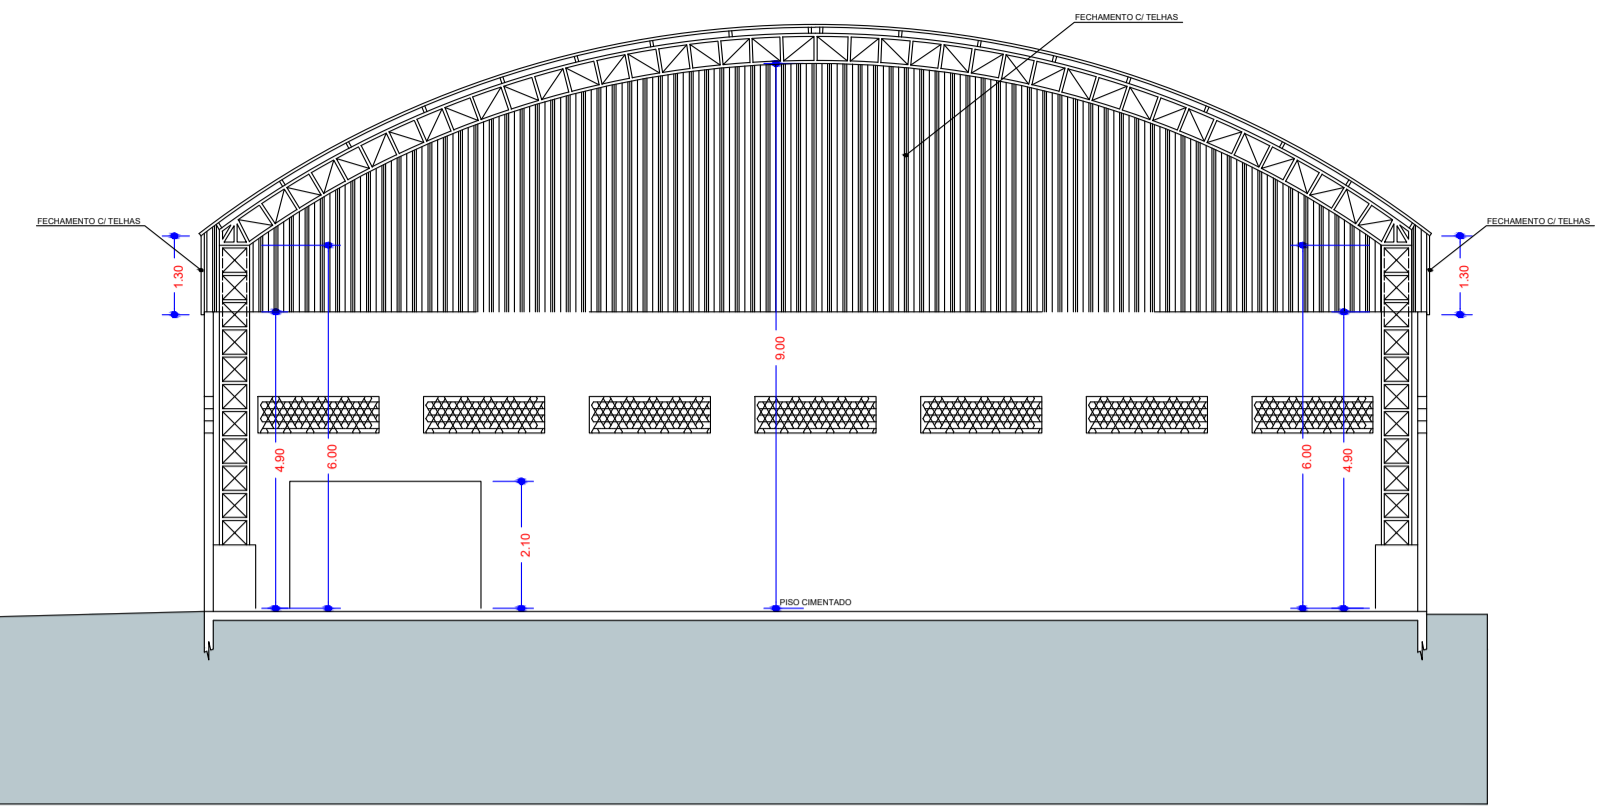 FECHAMENTO C/ TELHAS
FECHAMENTO C/ TELHAS
FECHAMENTO C/ TELHAS
1.30
1.30
9.00
4.90
6.00
6.00
4.90
2.10
PISO CIMENTADO